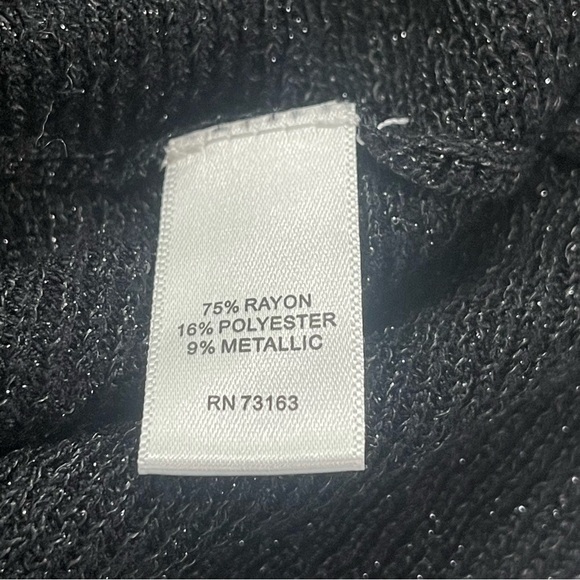 75% RAYON
16% POLYESTER
9% METALLIC
RN 73163